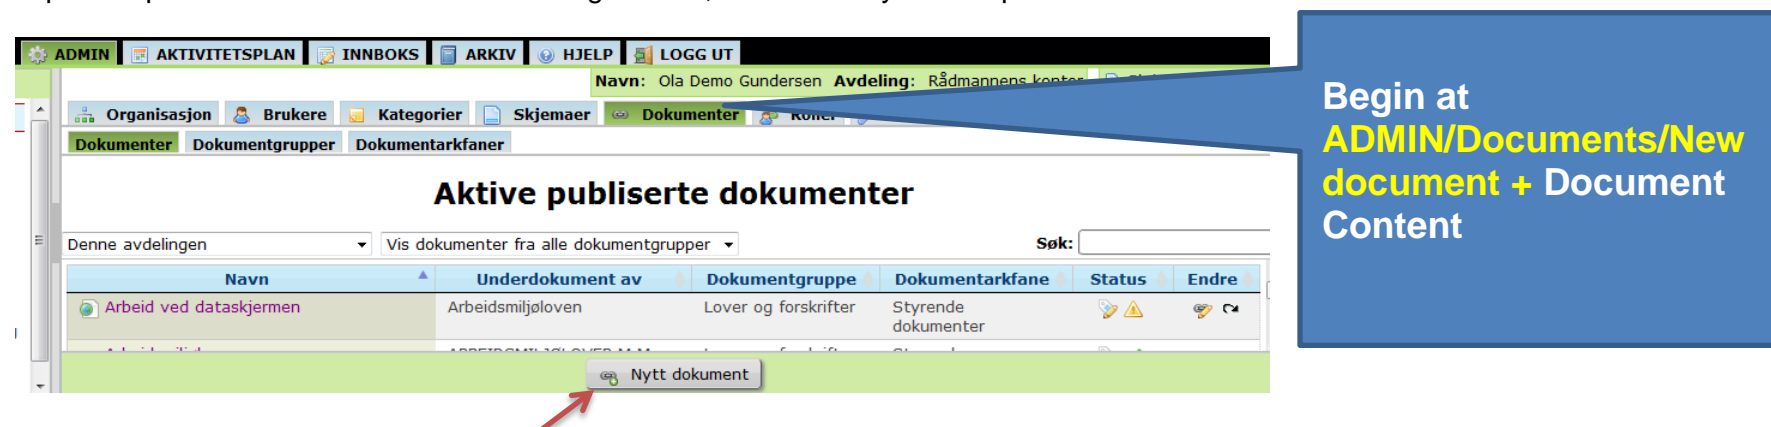 ADMIN AKTIVITETSPLAN INNBOKS ARKIV HJELP LOGG UT
Navn: Ola Demo Gundersen Avdeling: Rådmannens kontor
Organisasjon Brukere Kategorier Skjemaer Dokumenter Roller
Dokumenter Dokumentgrupper Dokumentarkfaner
Aktive publiserte dokumenter
Denne avdelingen Vis dokumenter fra alle dokumentgrupper Søk:
Navn Underdokument av Dokumentgruppe Dokumentarkfane Status Endre
Arbeid ved dataskjermen Arbeidsmiljøloven Lover og forskrifter Styrende
dokumenter
Nytt dokument
Begin at
ADMIN/Documents/New
document + Document
Content